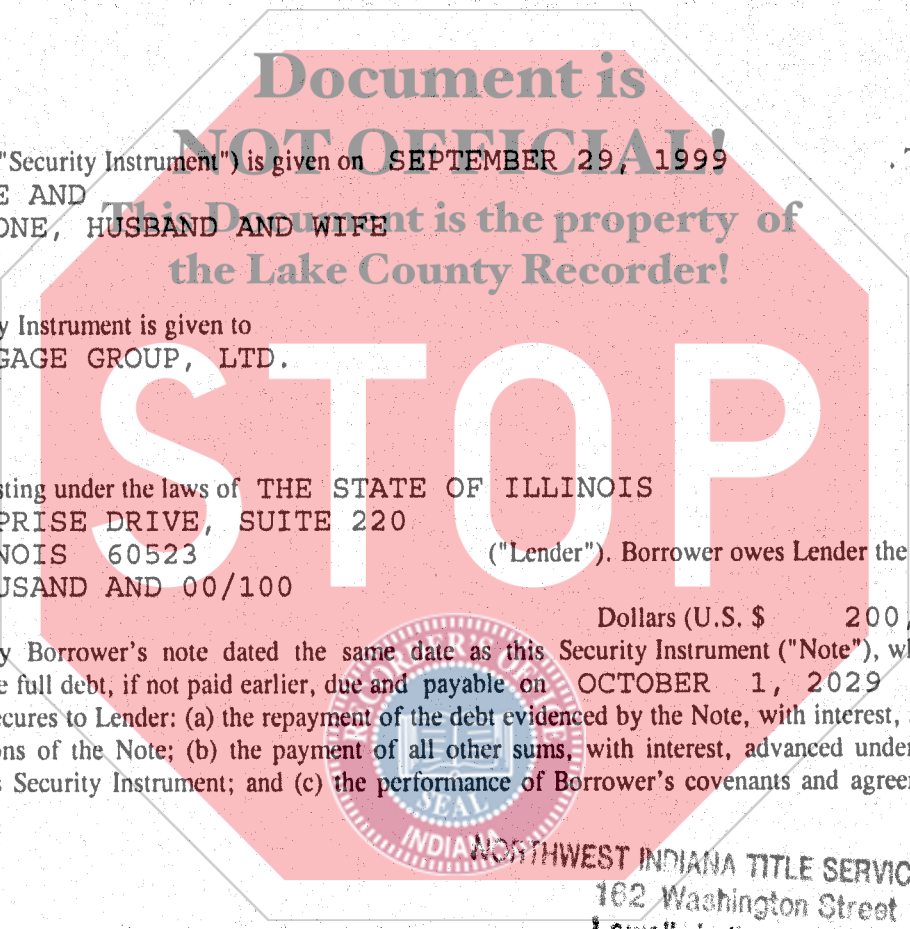 Document is
NOT OFFICIAL!
"Security Instrument") is given on SEPTEMBER 29, 1999
E AND
This Document is the property of
ONE, HUSBAND AND WIFE
the Lake County Recorder!
y Instrument is given to
GAGE GROUP, LTD.
STOP
sting under the laws of THE STATE OF ILLINOIS
PRISE DRIVE, SUITE 220
NOIS 60523 ("Lender"). Borrower owes Lender the
USAND AND 00/100
Dollars (U.S. $ 200,
y Borrower's note dated the same date as this Security Instrument ("Note"), wh
e full debt, if not paid earlier, due and payable on OCTOBER 1, 2029
ecures to Lender: (a) the repayment of the debt evidenced by the Note, with interest,
ons of the Note; (b) the payment of all other sums, with interest, advanced under
s Security Instrument; and (c) the performance of Borrower's covenants and agreem
RECORDER'S OFFICE
SEAL
INDIANA
NORTHWEST INDIANA TITLE SERVIC
162 Washington Street